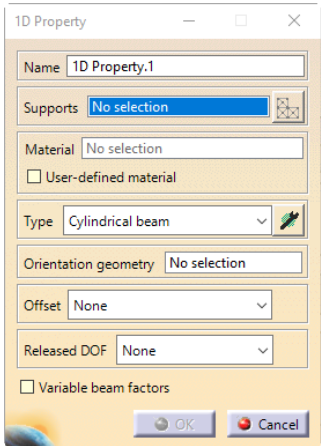 1D Property
Name 1D Property.1
Supports No selection
Material No selection
User-defined material
Type Cylindrical beam
Orientation geometry No selection
Offset None
Released DOF None
Variable beam factors
OK Cancel